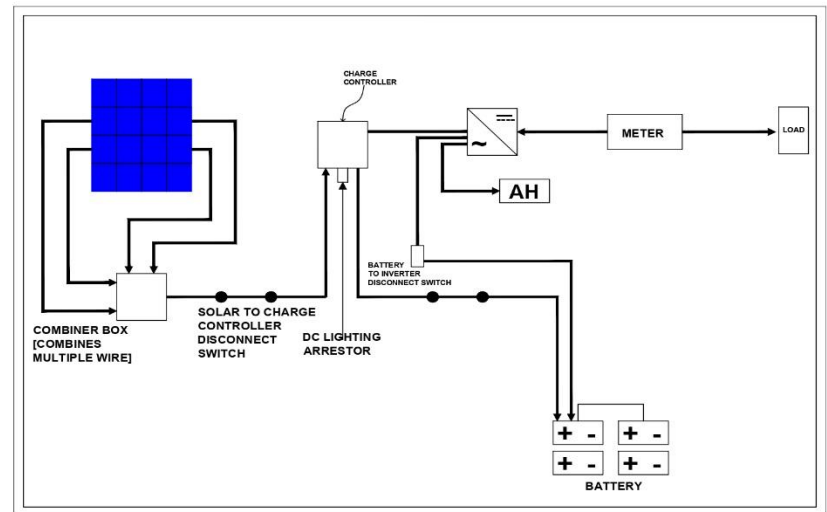 CHARGE
CONTROLLER
~
METER
LOAD
AH
BATTERY
TO INVERTER
DISCONNECT SWITCH
SOLAR TO CHARGE
CONTROLLER
DISCONNECT
SWITCH
DC LIGHTING
ARRESTOR
COMBINER BOX
[COMBINES
MULTIPLE WIRE]
+ - + -
+ - + -
BATTERY